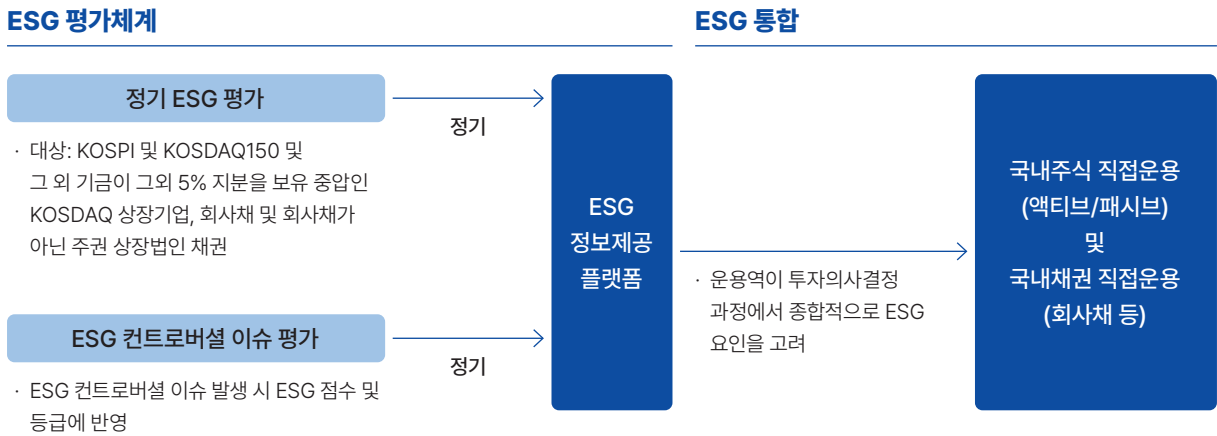 ESG 평가체계
정기 ESG 평가
정기
· 대상: KOSPI 및 KOSDAQ150 및
그 외 기금이 그외 5% 지분을 보유 중압인
KOSDAQ 상장기업, 회사채 및 회사채가
아닌 주권 상장법인 채권
ESG 컨트로버셜 이슈 평가
정기
· ESG 컨트로버셜 이슈 발생 시 ESG 점수 및
등급에 반영
ESG
정보제공
플랫폼
ESG 통합
· 운용역이 투자의사결정
과정에서 종합적으로 ESG
요인을 고려
국내주식 직접운용
(액티브/패시브)
및
국내채권 직접운용
(회사채 등)